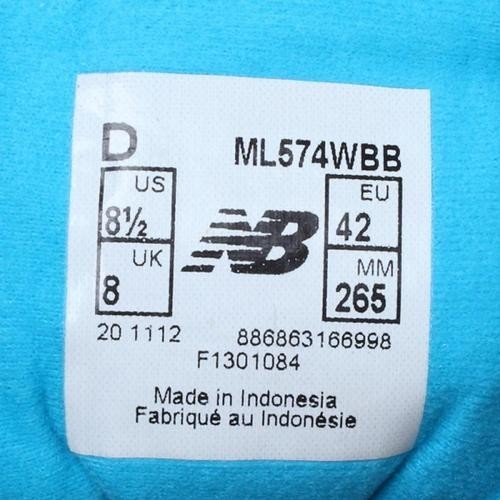 D ML574WBB
US 8½ NB EU 42
UK 8 MM 265
20 1112 886863166998
F1301084
Made in Indonesia
Fabriqué au Indonésie